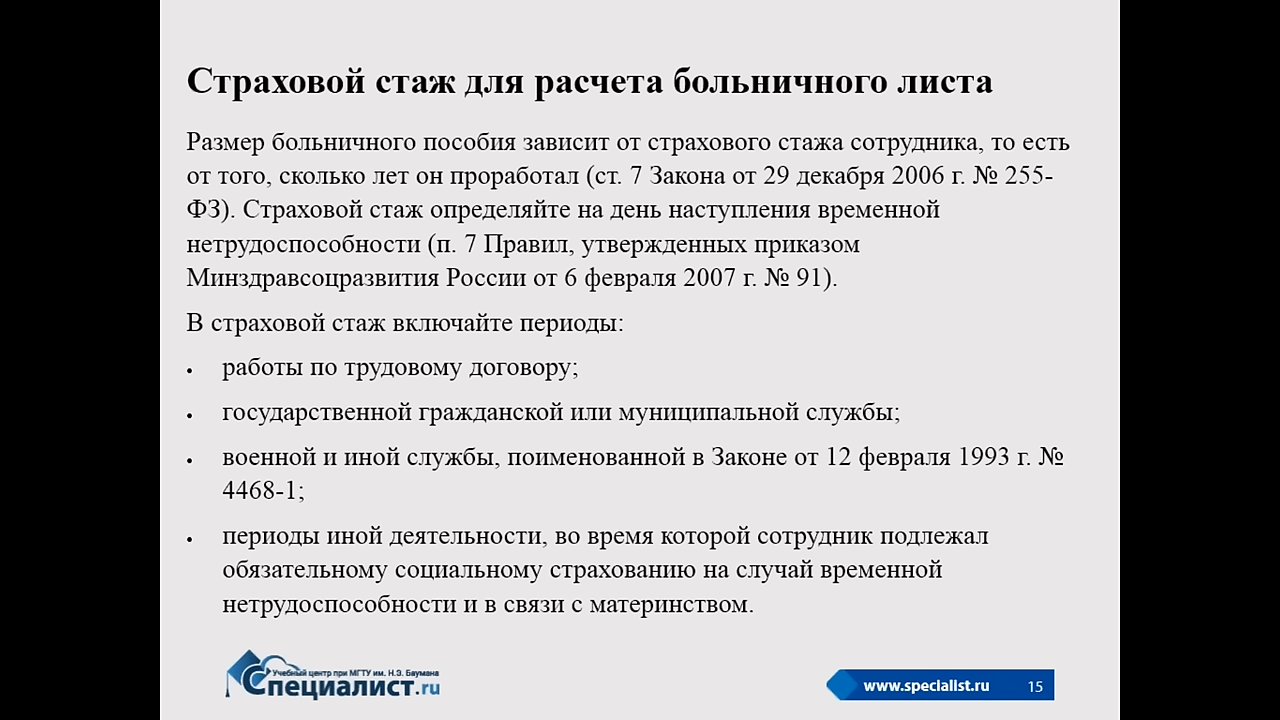 Страховой стаж для расчета больничного листа
Размер больничного пособия зависит от страхового стажа сотрудника, то есть
от того, сколько лет он проработал (ст. 7 Закона от 29 декабря 2006 г. № 255-
ФЗ). Страховой стаж определяйте на день наступления временной
нетрудоспособности (п. 7 Правил, утвержденных приказом
Минздравсоцразвития России от 6 февраля 2007 г. № 91).
В страховой стаж включайте периоды:
• работы по трудовому договору;
• государственной гражданской или муниципальной службы;
• военной и иной службы, поименованной в Законе от 12 февраля 1993 г. №
4468-1;
• периоды иной деятельности, во время которой сотрудник подлежал
обязательному социальному страхованию на случай временной
нетрудоспособности и в связи с материнством.
Учебный центр при МГТУ им. Н.Э. Баумана
Специалист.ru
www.specialist.ru 15